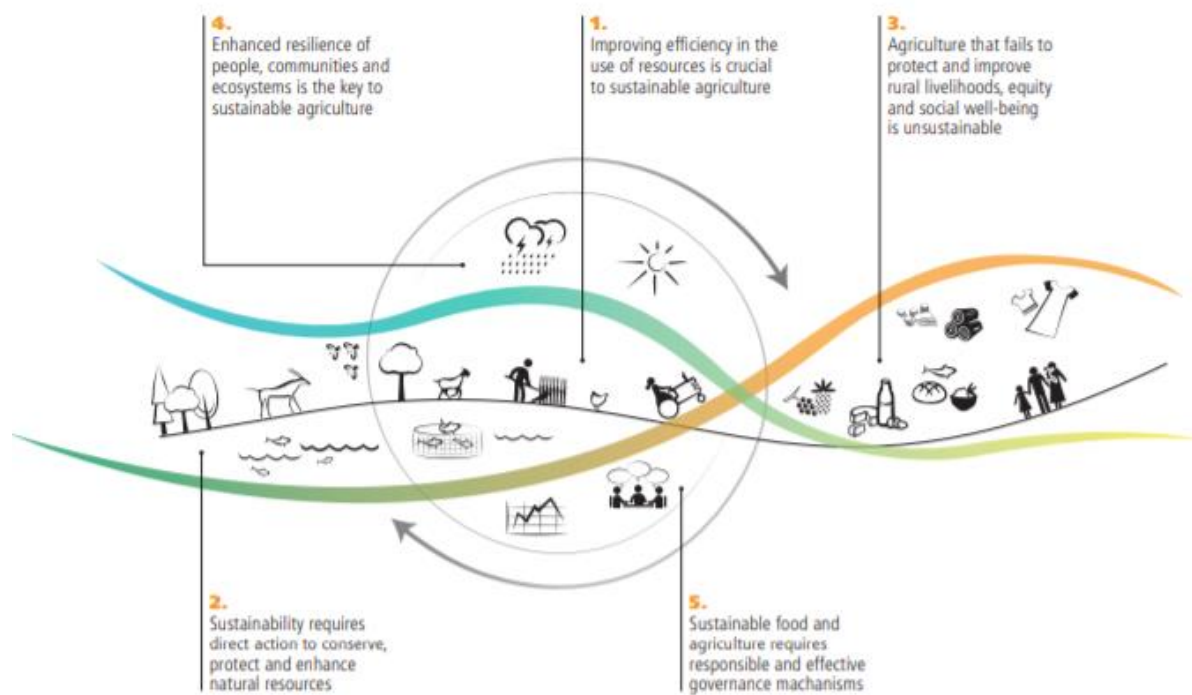 4.
Enhanced resilience of
people, communities and
ecosystems is the key to
sustainable agriculture
1.
Improving efficiency in the
use of resources is crucial
to sustainable agriculture
3.
Agriculture that fails to
protect and improve
rural livelihoods, equity
and social well-being
is unsustainable
2.
Sustainability requires
direct action to conserve,
protect and enhance
natural resources
5.
Sustainable food and
agriculture requires
responsible and effective
governance machanisms